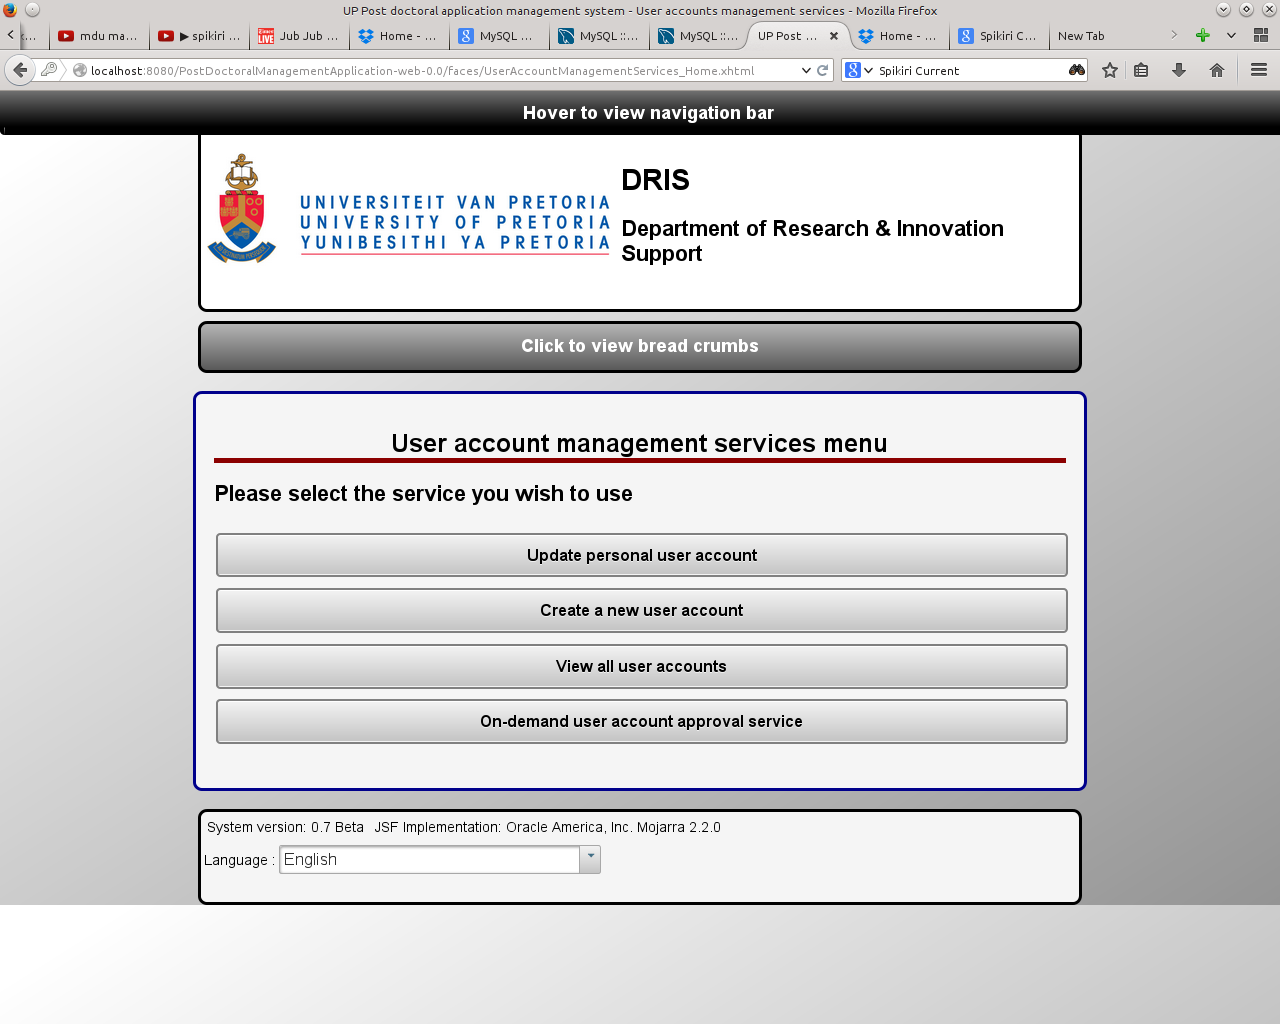 UP Post doctoral application management system - User accounts management services - Mozilla Firefox
mdu ma...
▶ spikiri ...
Jub Jub ...
Home - ...
MySQL ...
MySQL ::...
MySQL ::...
UP Post ...
Home - ...
Spikiri C...
New Tab
localhost:8080/PostDoctoralManagementApplication-web-0.0/faces/UserAccountManagementServices_Home.xhtml
Spikiri Current
Hover to view navigation bar
UNIVERSITEIT VAN PRETORIA
UNIVERSITY OF PRETORIA
YUNIBESITHI YA PRETORIA
DRIS
Department of Research & Innovation
Support
Click to view bread crumbs
User account management services menu
Please select the service you wish to use
Update personal user account
Create a new user account
View all user accounts
On-demand user account approval service
System version: 0.7 Beta JSF Implementation: Oracle America, Inc. Mojarra 2.2.0
Language : English